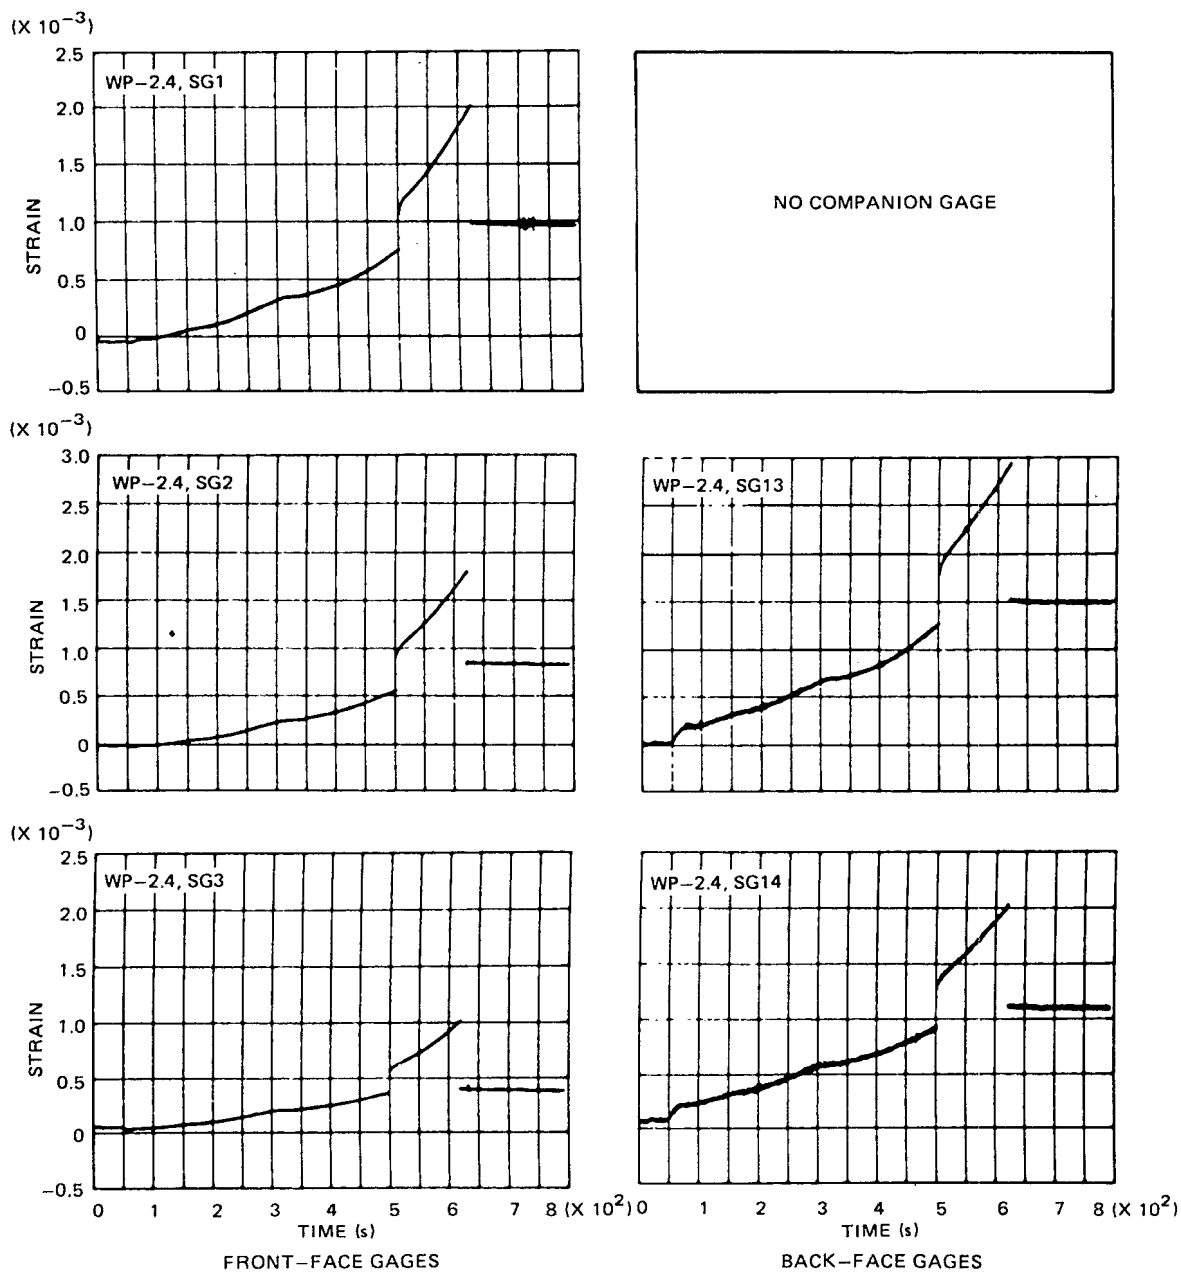 (X 10⁻³)
2.5
WP–2.4, SG1
2.0
1.5
1.0
0.5
0
–0.5
STRAIN
NO COMPANION GAGE
(X 10⁻³)
3.0
WP–2.4, SG2
2.5
2.0
1.5
1.0
0.5
0
–0.5
STRAIN
WP–2.4, SG13
(X 10⁻³)
2.5
WP–2.4, SG3
2.0
1.5
1.0
0.5
0
–0.5
STRAIN
WP–2.4, SG14
0 1 2 3 4 5 6 7 8 (X 10²)
TIME (s)
FRONT–FACE GAGES
0 1 2 3 4 5 6 7 8 (X 10²)
TIME (s)
BACK–FACE GAGES